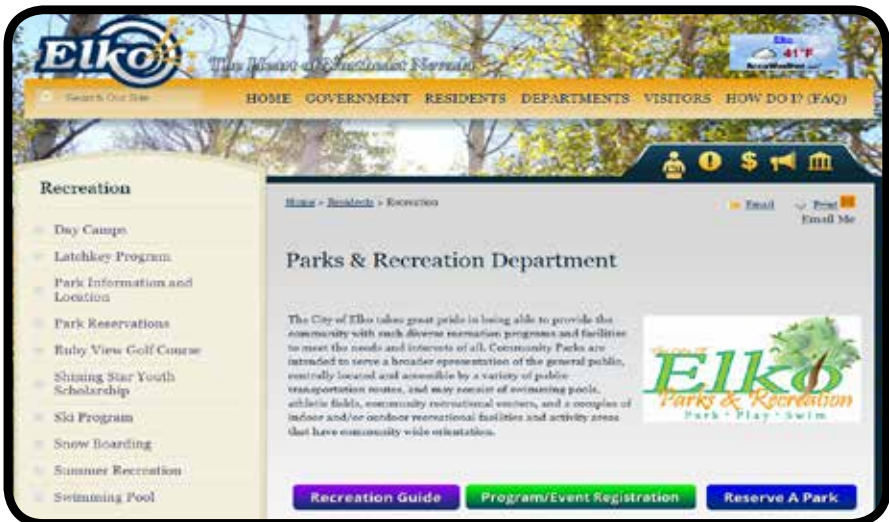 Elko
The Heart of Northeast Nevada
Elko
41°F
AccuWeather.com
Search Our Site
HOME GOVERNMENT RESIDENTS DEPARTMENTS VISITORS HOW DO I? (FAQ)
Recreation
Day Camps
Latchkey Program
Park Information and
Location
Park Reservations
Ruby View Golf Course
Shining Star Youth
Scholarship
Ski Program
Snow Boarding
Summer Recreation
Swimming Pool
Home » Residents » Recreation
Email Print
Email Me
Parks & Recreation Department
The City of Elko takes great pride in being able to provide the
community with such diverse recreation programs and facilities
to meet the needs and interests of all. Community Parks are
intended to serve a broader epresentation of the general public,
centrally located and accessible by a variety of public
transportation routes, and may consist of swimming pools,
athletic fields, community recreational centers, and a complex of
indoor and/or outdoor recreational facilities and activity areas
that have community wide orientation.
Elko
Parks & Recreation
Park • Play • Swim
Recreation Guide Program/Event Registration Reserve A Park